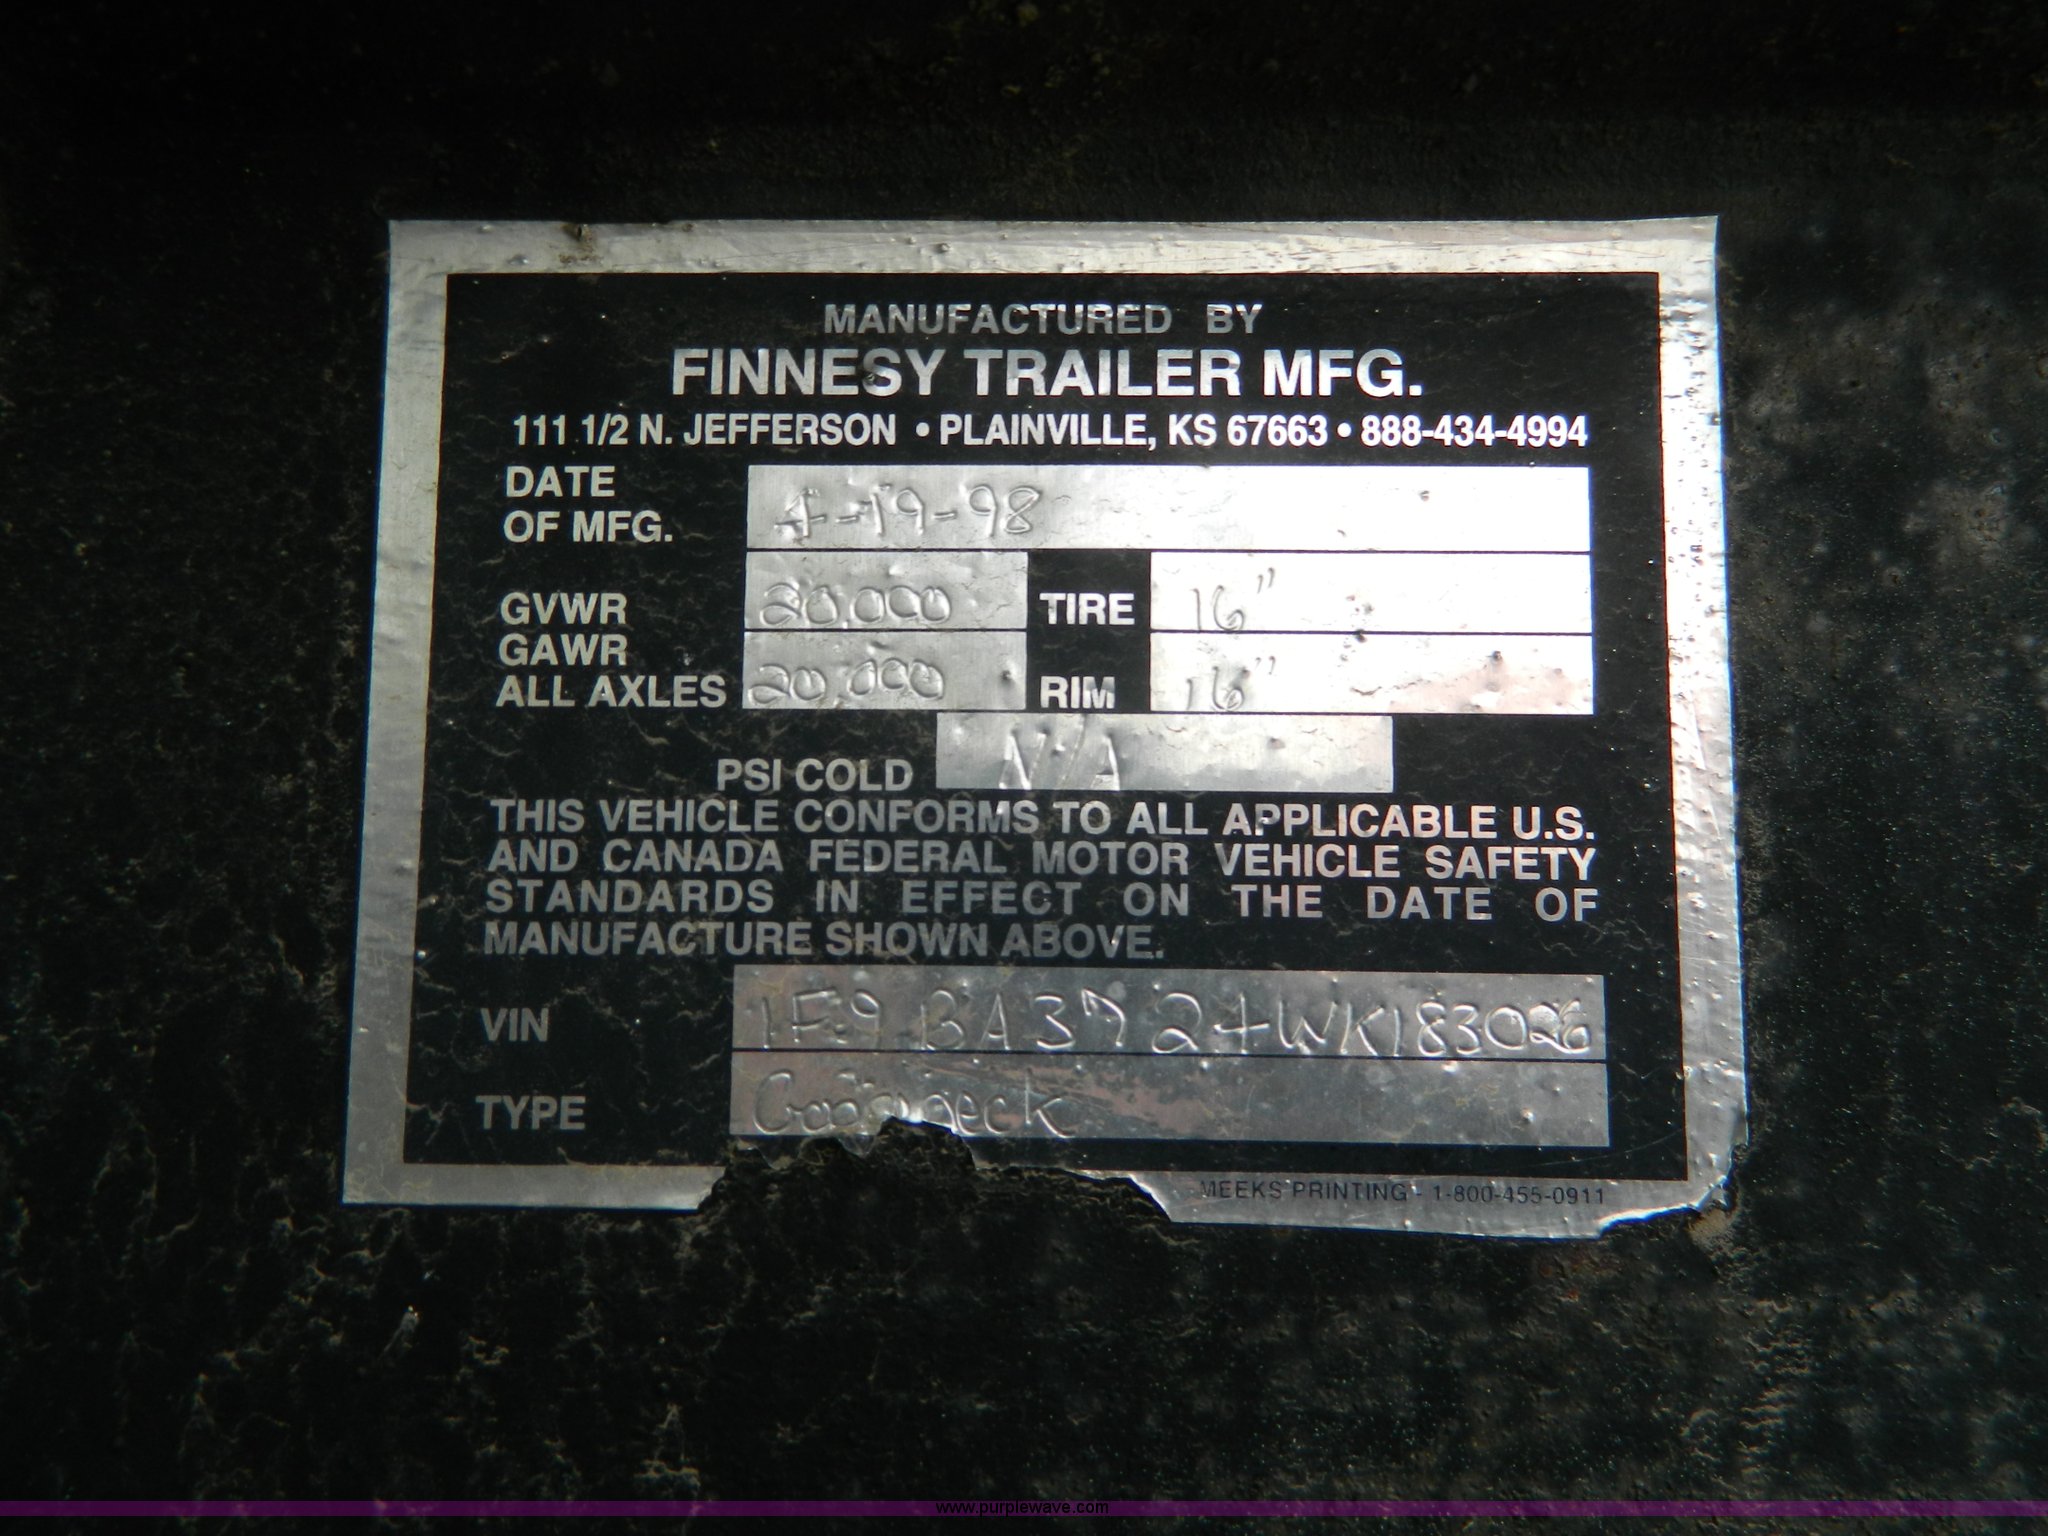 MANUFACTURED BY
FINNESY TRAILER MFG.
111 1/2 N. JEFFERSON • PLAINVILLE, KS 67663 • 888-434-4994
DATE OF MFG. 4-19-98
GVWR 20,000 TIRE 16"
GAWR ALL AXLES 20,000 RIM 16"
PSI COLD N/A
THIS VEHICLE CONFORMS TO ALL APPLICABLE U.S.
AND CANADA FEDERAL MOTOR VEHICLE SAFETY
STANDARDS IN EFFECT ON THE DATE OF
MANUFACTURE SHOWN ABOVE.
VIN 1F9BA3727WK183026
TYPE Gooseneck
MEEKS PRINTING - 1-800-455-0911
www.purplewave.com